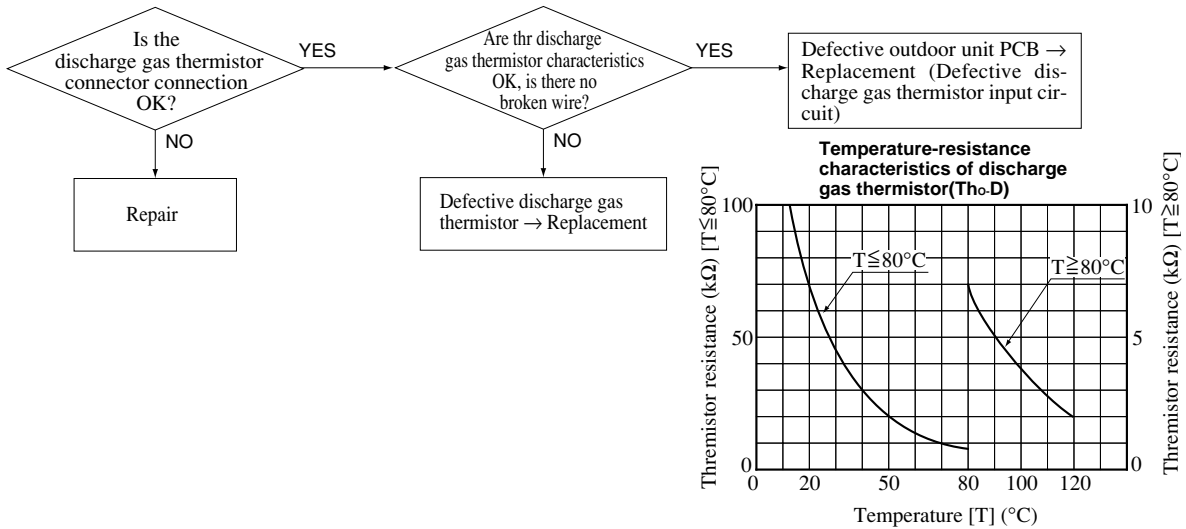 Is the
discharge gas thermistor
connector connection
OK?
YES
Are thr discharge
gas thermistor characteristics
OK, is there no
broken wire?
YES
Defective outdoor unit PCB →
Replacement (Defective dis-
charge gas thermistor input cir-
cuit)
NO
NO
Repair
Defective discharge gas
thermistor → Replacement
Temperature-resistance
characteristics of discharge
gas thermistor(Tho-D)
Thremistor resistance (kΩ) [T≦80°C]
100
50
0
T≦80°C
T≧80°C
10
5
0
Thremistor resistance (kΩ) [T≧80°C]
0 20 50 80 100 120
Temperature [T] (°C)